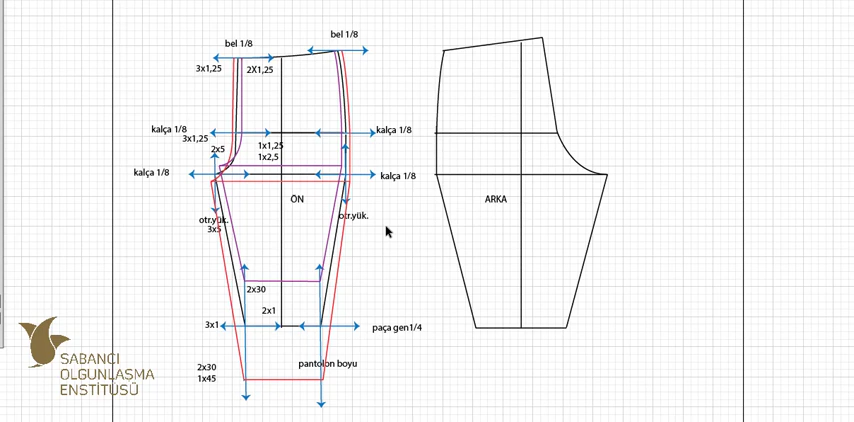 bel 1/8
bel 1/8
3x1,25
2X1,25
kalça 1/8
kalça 1/8
3x1,25
1x1,25
2x5
1x2,5
kalça 1/8
kalça 1/8
ÖN
ARKA
otr.yük.
otr.yük.
3x5
2x30
2x1
3x1
paça gen1/4
2x30
pantolon boyu
1x45
SABANCI
OLGUNLAŞMA
ENSTİTÜSÜ